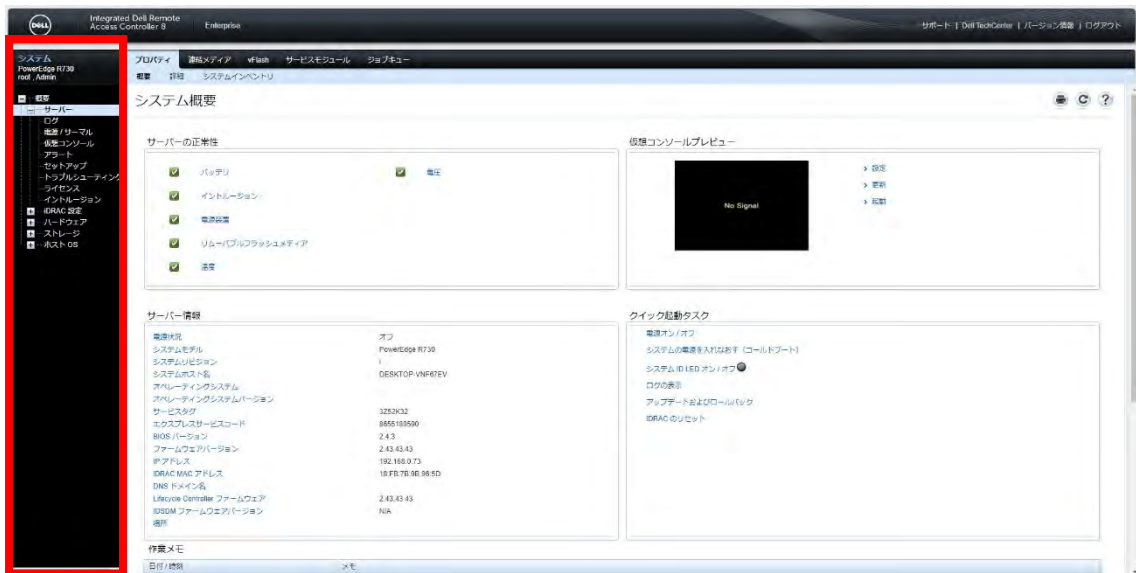 DELL
Integrated Dell Remote
Access Controller 8
Enterprise
サポート | Dell TechCenter | バージョン情報 | ログアウト
システム
PowerEdge R730
root , Admin
概要
サーバー
ログ
電源 / サーマル
仮想コンソール
アラート
セットアップ
トラブルシューティング
ライセンス
イントルージョン
iDRAC 設定
ハードウェア
ストレージ
ホスト OS
プロパティ 連結メディア vFlash サービスモジュール ジョブキュー
概要 詳細 システムインベントリ
システム概要
サーバーの正常性
バッテリ
電圧
イントルージョン
電源装置
リムーバブルフラッシュメディア
温度
仮想コンソールプレビュー
No Signal
設定
更新
起動
サーバー情報
電源状況 オフ
システムモデル PowerEdge R730
システムリビジョン I
システムホスト名 DESKTOP-VNF67EV
オペレーティングシステム
オペレーティングシステムバージョン
サービスタグ 3Z52K32
エクスプレスサービスコード
BIOS バージョン 2.4.3
ファームウェアバージョン 2.43.43.43
IP アドレス 192.168.0.73
iDRAC MAC アドレス 18:FB:7B:9B:96:5D
DNS ドメイン名
Lifecycle Controller ファームウェア 2.43.43.43
IDSDM ファームウェアバージョン N/A
場所
クイック起動タスク
電源オン / オフ
システムの電源を入れなおす（コールドブート）
システム ID LED オン / オフ
ログの表示
アップデートおよびロールバック
iDRAC のリセット
作業メモ
日付 / 時刻 メモ